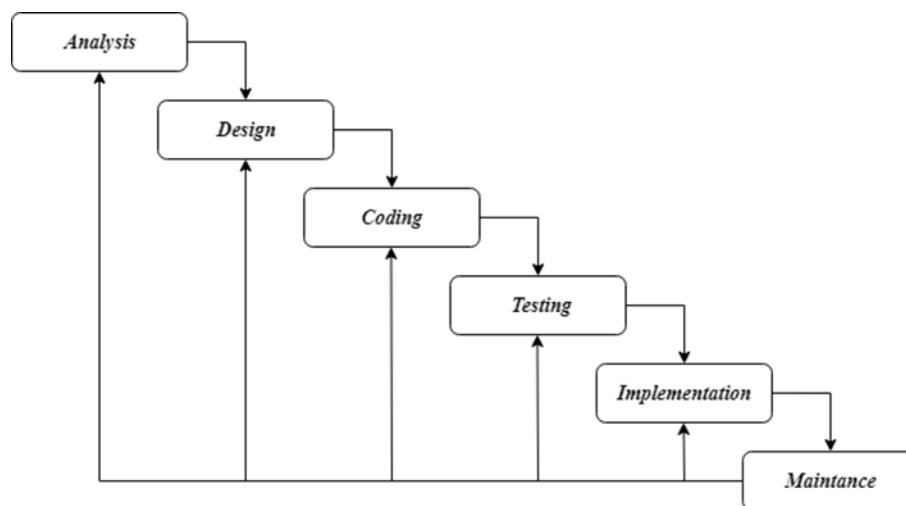 Analysis
Design
Coding
Testing
Implementation
Maintance